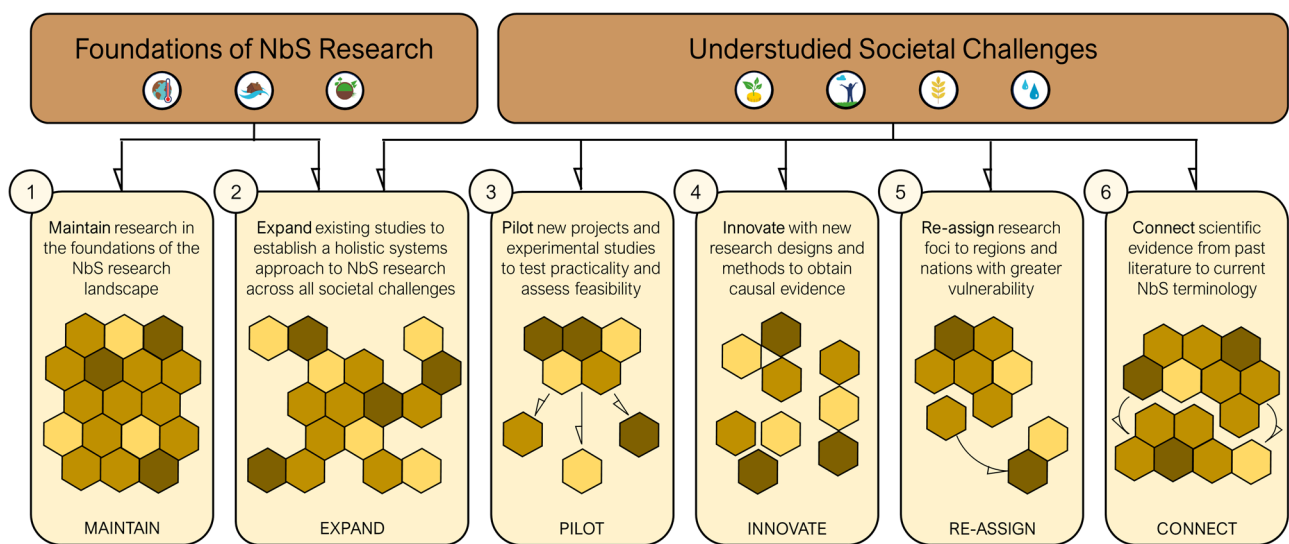 Foundations of NbS Research
Understudied Societal Challenges
1
Maintain research in
the foundations of the
NbS research
landscape
MAINTAIN
2
Expand existing studies to
establish a holistic systems
approach to NbS research
across all societal challenges
EXPAND
3
Pilot new projects and
experimental studies
to test practicality and
assess feasibility
PILOT
4
Innovate with new
research designs and
methods to obtain
causal evidence
INNOVATE
5
Re-assign research
foci to regions and
nations with greater
vulnerability
RE-ASSIGN
6
Connect scientific
evidence from past
literature to current
NbS terminology
CONNECT